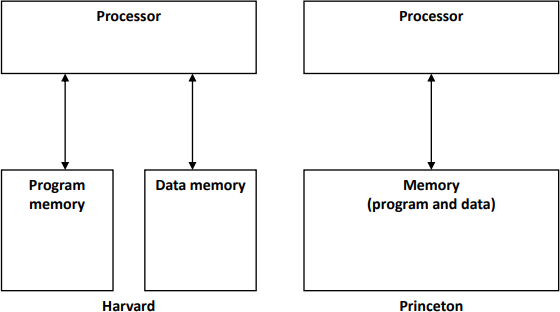 Processor
Program
memory
Data memory
Harvard
Processor
Memory
(program and data)
Princeton